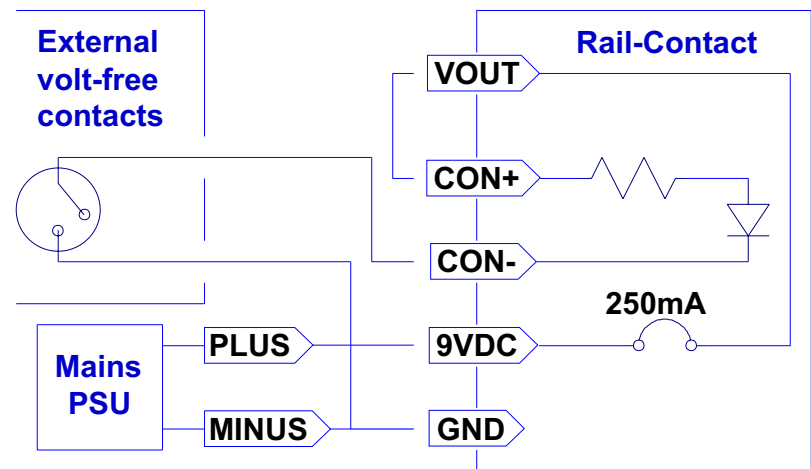 External
volt-free
contacts
Rail-Contact
VOUT
CON+
CON-
250mA
PLUS
9VDC
Mains
PSU
MINUS
GND